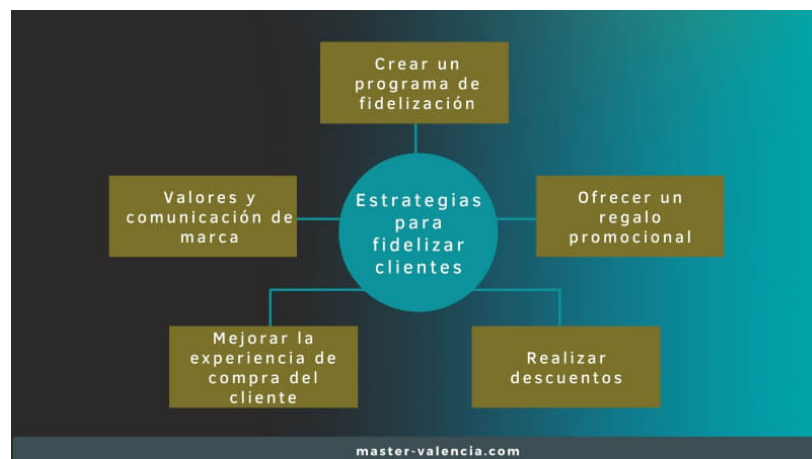 Crear un
programa de
fidelización
Valores y
comunicación de
marca
Estrategias
para
fidelizar
clientes
Ofrecer un
regalo
promocional
Mejorar la
experiencia de
compra del
cliente
Realizar
descuentos
master-valencia.com